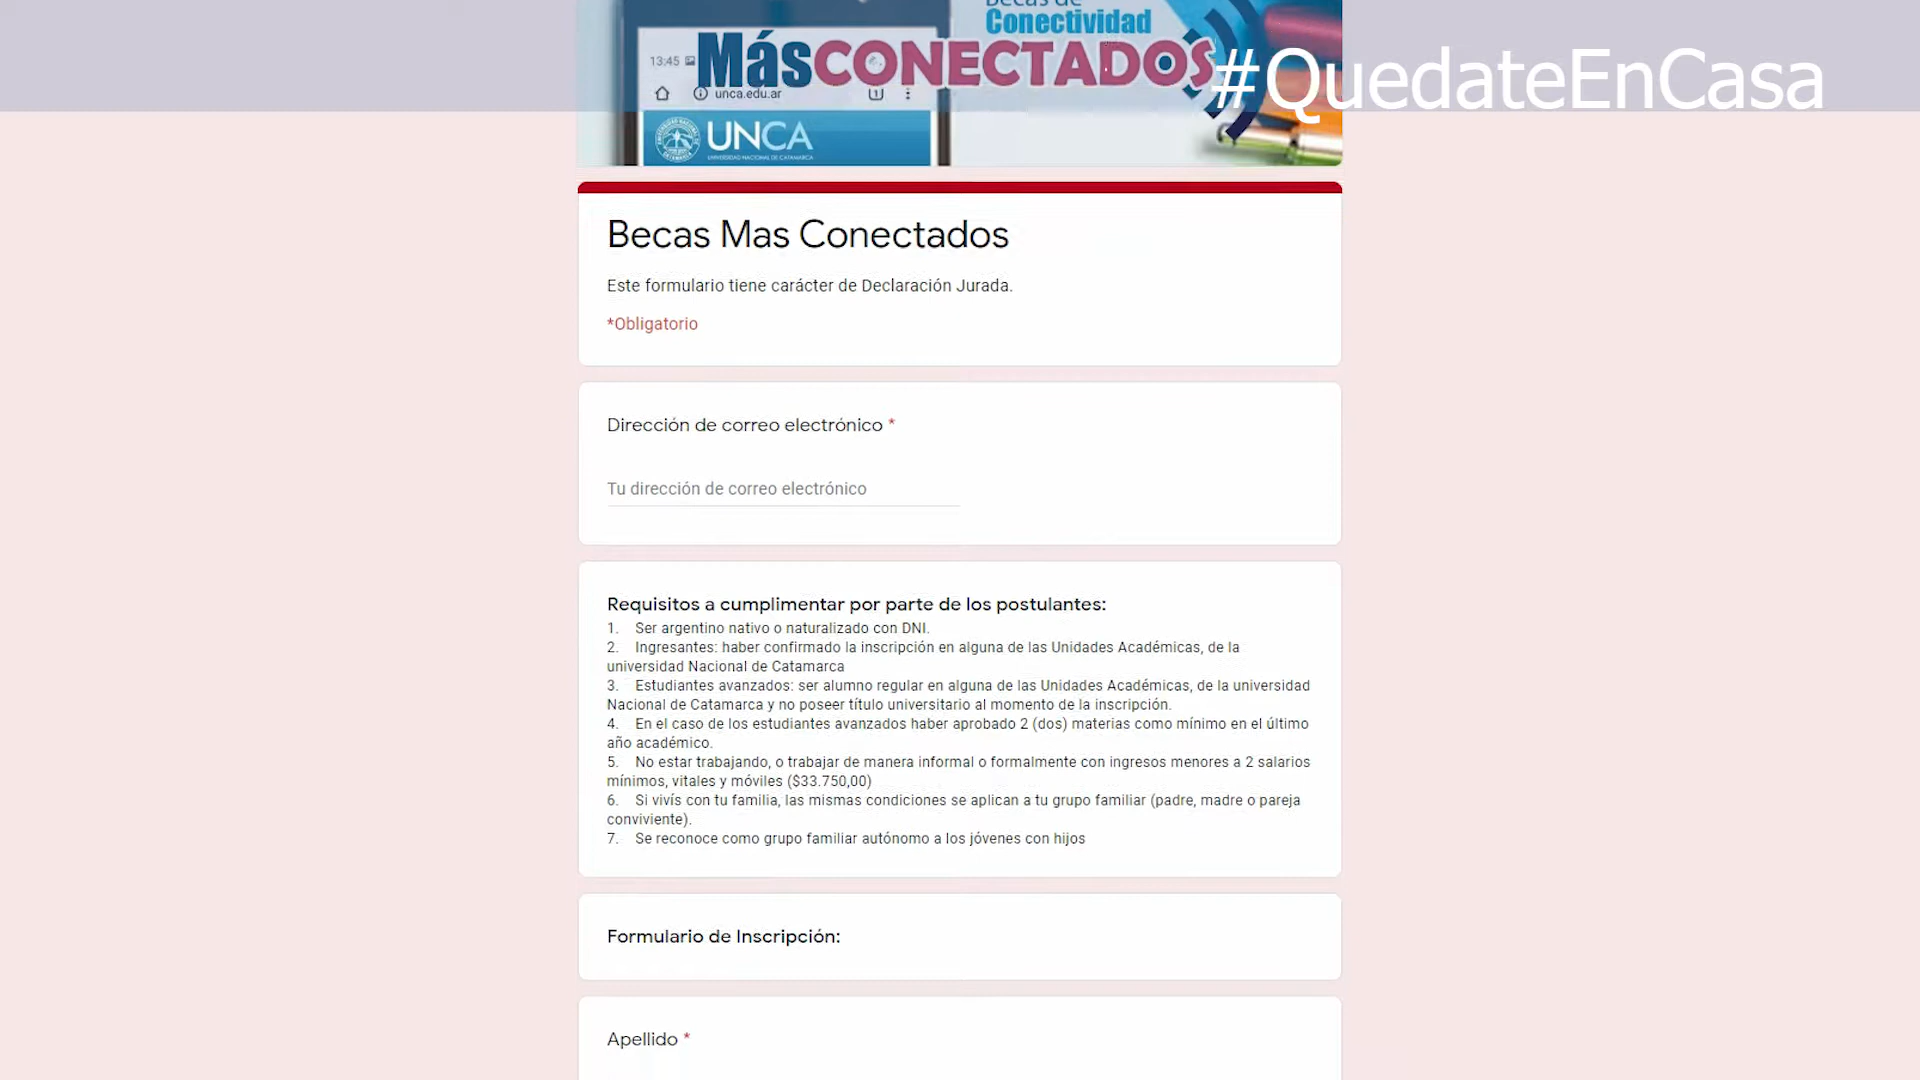 Becas de
Conectividad
MásCONECTADOS
#QuedateEnCasa
13:45
unca.edu.ar
1
UNCA
UNIVERSIDAD NACIONAL DE CATAMARCA
Becas Mas Conectados
Este formulario tiene carácter de Declaración Jurada.
*Obligatorio
Dirección de correo electrónico *
Tu dirección de correo electrónico
Requisitos a cumplimentar por parte de los postulantes:
1. Ser argentino nativo o naturalizado con DNI.
2. Ingresantes: haber confirmado la inscripción en alguna de las Unidades Académicas, de la
universidad Nacional de Catamarca
3. Estudiantes avanzados: ser alumno regular en alguna de las Unidades Académicas, de la universidad
Nacional de Catamarca y no poseer título universitario al momento de la inscripción.
4. En el caso de los estudiantes avanzados haber aprobado 2 (dos) materias como mínimo en el último
año académico.
5. No estar trabajando, o trabajar de manera informal o formalmente con ingresos menores a 2 salarios
mínimos, vitales y móviles ($33.750,00)
6. Si vivís con tu familia, las mismas condiciones se aplican a tu grupo familiar (padre, madre o pareja
conviviente).
7. Se reconoce como grupo familiar autónomo a los jóvenes con hijos
Formulario de Inscripción:
Apellido *